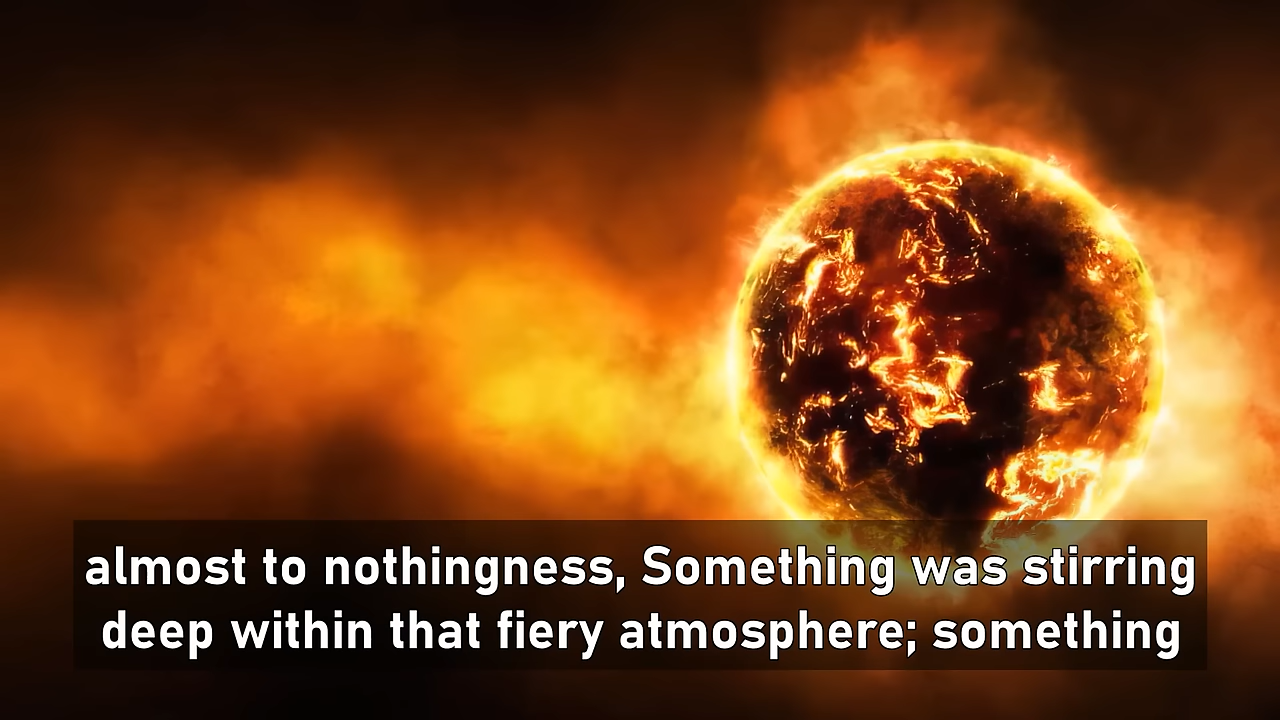 almost to nothingness, Something was stirring
deep within that fiery atmosphere; something